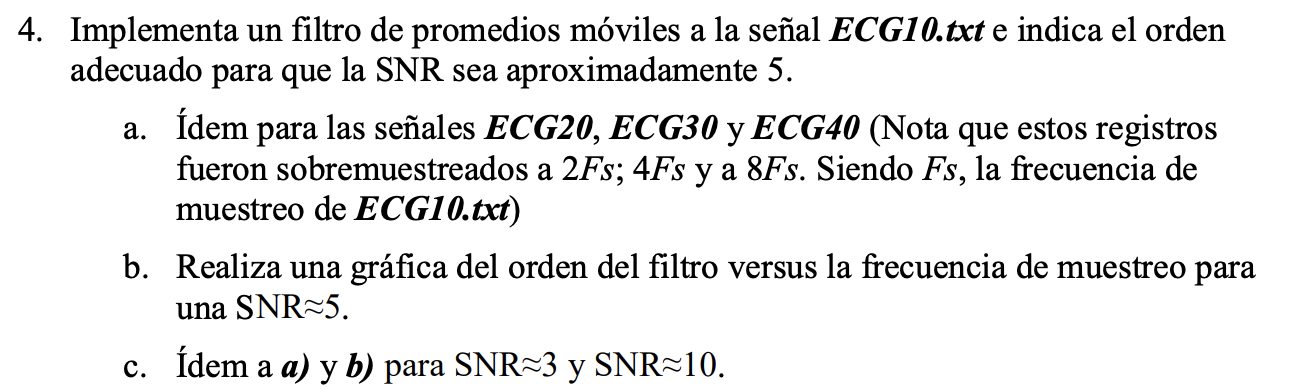 4. Implementa un filtro de promedios móviles a la señal ECG10.txt e indica el orden
adecuado para que la SNR sea aproximadamente 5.
a. Ídem para las señales ECG20, ECG30 y ECG40 (Nota que estos registros
fueron sobremuestreados a 2Fs; 4Fs y a 8Fs. Siendo Fs, la frecuencia de
muestreo de ECG10.txt)
b. Realiza una gráfica del orden del filtro versus la frecuencia de muestreo para
una SNR≈5.
c. Ídem a a) y b) para SNR≈3 y SNR≈10.